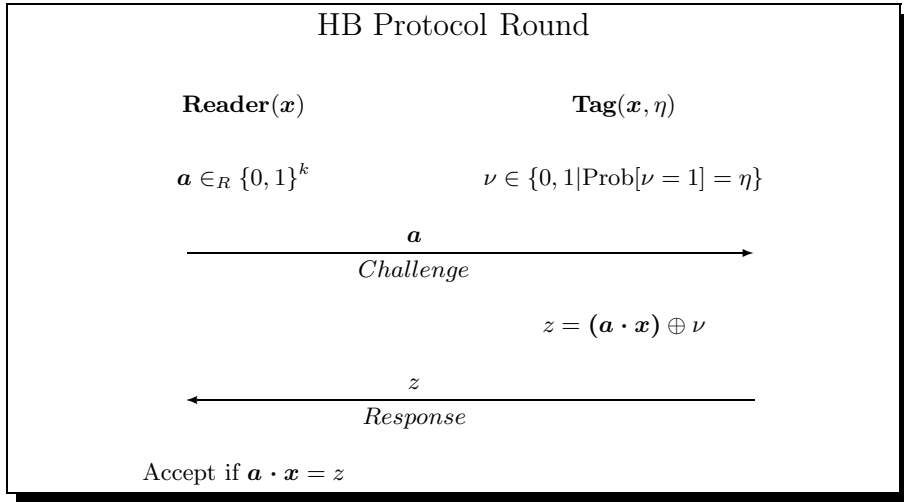 HB Protocol Round
Reader(x) Tag(x, η)
a ∈_R {0, 1}^k ν ∈ {0, 1|Prob[ν = 1] = η}
a
Challenge
z = (a · x) ⊕ ν
z
Response
Accept if a · x = z